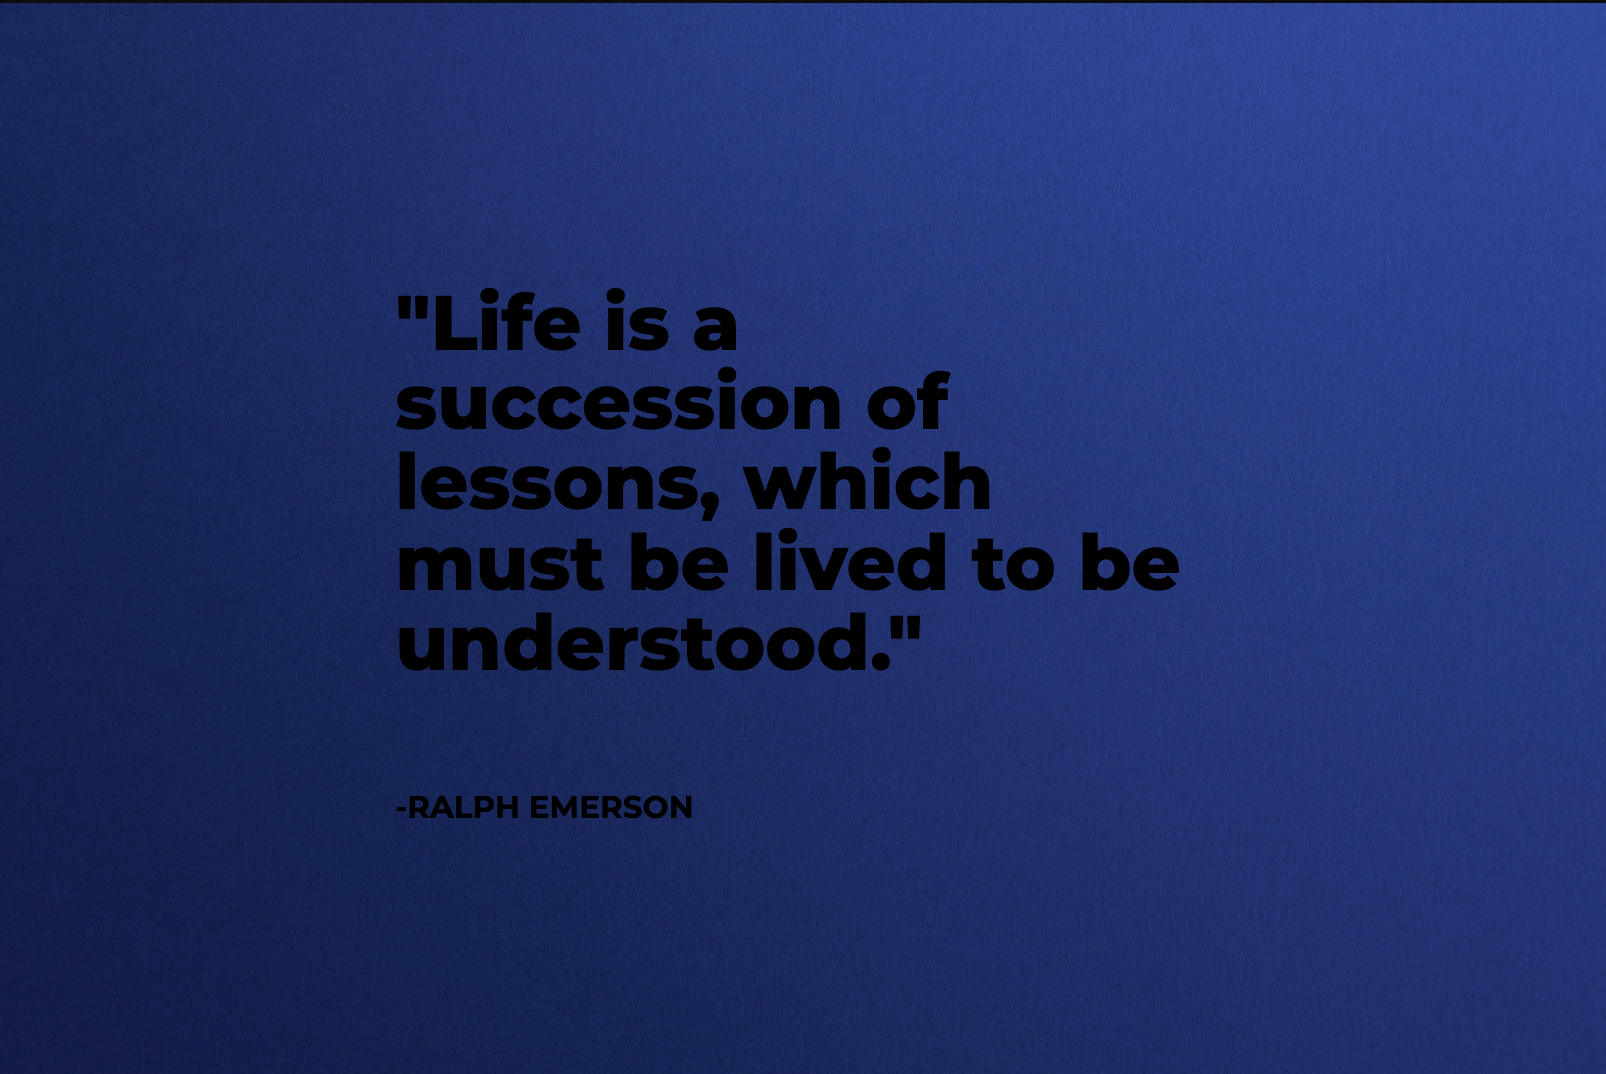 "Life is a
succession of
lessons, which
must be lived to be
understood."
-RALPH EMERSON